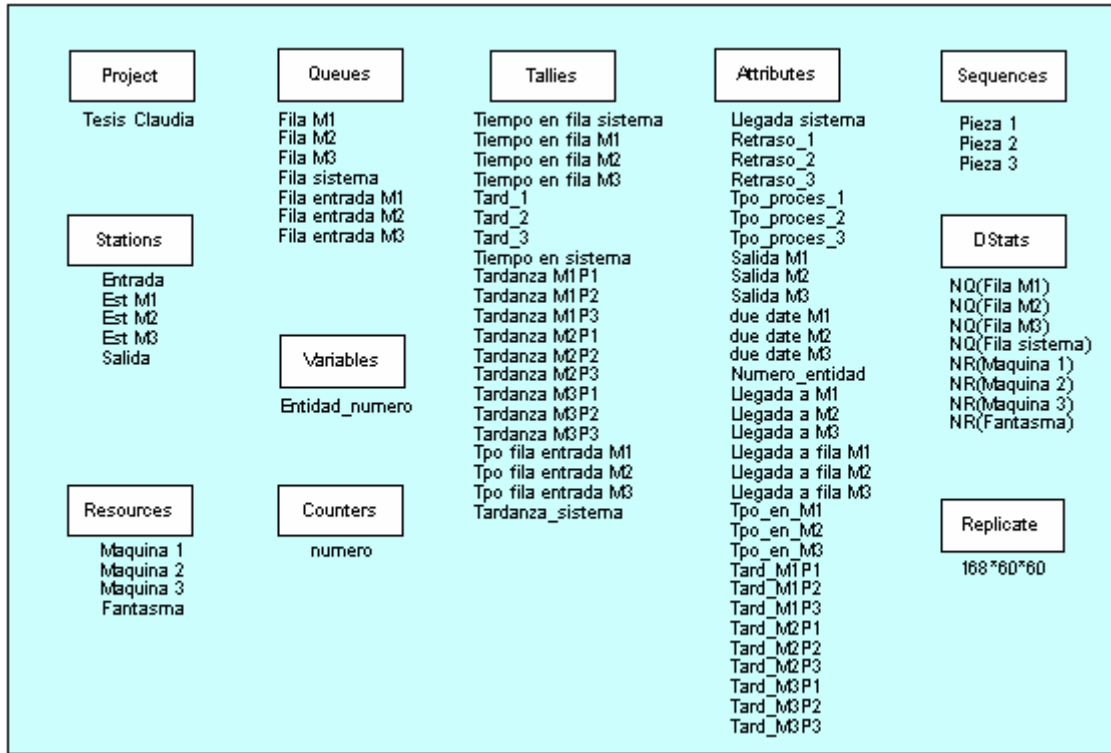 Project
Tesis Claudia
Stations
Entrada
Est M1
Est M2
Est M3
Salida
Resources
Maquina 1
Maquina 2
Maquina 3
Fantasma
Queues
Fila M1
Fila M2
Fila M3
Fila sistema
Fila entrada M1
Fila entrada M2
Fila entrada M3
Variables
Entidad_numero
Counters
numero
Tallies
Tiempo en fila sistema
Tiempo en fila M1
Tiempo en fila M2
Tiempo en fila M3
Tard_1
Tard_2
Tard_3
Tiempo en sistema
Tardanza M1P1
Tardanza M1P2
Tardanza M1P3
Tardanza M2P1
Tardanza M2P2
Tardanza M2P3
Tardanza M3P1
Tardanza M3P2
Tardanza M3P3
Tpo fila entrada M1
Tpo fila entrada M2
Tpo fila entrada M3
Tardanza_sistema
Attributes
Llegada sistema
Retraso_1
Retraso_2
Retraso_3
Tpo_proces_1
Tpo_proces_2
Tpo_proces_3
Salida M1
Salida M2
Salida M3
due date M1
due date M2
due date M3
Numero_entidad
Llegada a M1
Llegada a M2
Llegada a M3
Llegada a fila M1
Llegada a fila M2
Llegada a fila M3
Tpo_en_M1
Tpo_en_M2
Tpo_en_M3
Tard_M1P1
Tard_M1P2
Tard_M1P3
Tard_M2P1
Tard_M2P2
Tard_M2P3
Tard_M3P1
Tard_M3P2
Tard_M3P3
Sequences
Pieza 1
Pieza 2
Pieza 3
DStats
NQ(Fila M1)
NQ(Fila M2)
NQ(Fila M3)
NQ(Fila sistema)
NR(Maquina 1)
NR(Maquina 2)
NR(Maquina 3)
NR(Fantasma)
Replicate
168*60*60